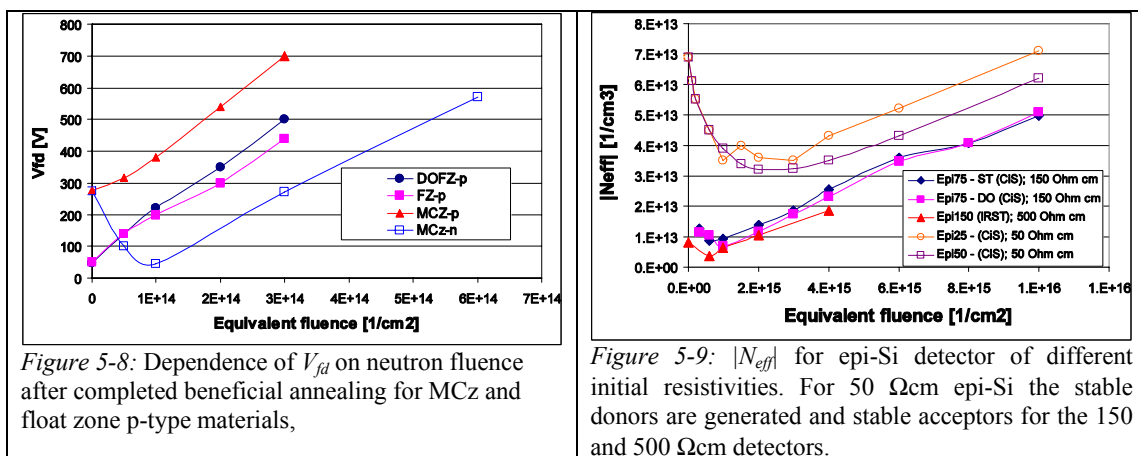 800
700
600
500
400
300
200
100
0
Vfd [V]
DOFZ-p
FZ-p
MCZ-p
MCz-n
0 1E+14 2E+14 3E+14 4E+14 5E+14 6E+14 7E+14
Equivalent fluence [1/cm2]
Figure 5-8: Dependence of Vfd on neutron fluence
after completed beneficial annealing for MCz and
float zone p-type materials,
8.E+13
7.E+13
6.E+13
5.E+13
4.E+13
3.E+13
2.E+13
1.E+13
0.E+00
|Neff| [1/cm3]
Epi75 - ST (CiS); 150 Ohm cm
Epi75 - DO (CiS); 150 Ohm cm
Epi150 (IRST); 500 Ohm cm
Epi25 - (CiS); 50 Ohm cm
Epi50 - (CiS); 50 Ohm cm
0.E+00 2.E+15 4.E+15 6.E+15 8.E+15 1.E+16 1.E+16
Equivalent fluence [1/cm2]
Figure 5-9: |Neff| for epi-Si detector of different
initial resistivities. For 50 Ωcm epi-Si the stable
donors are generated and stable acceptors for the 150
and 500 Ωcm detectors.